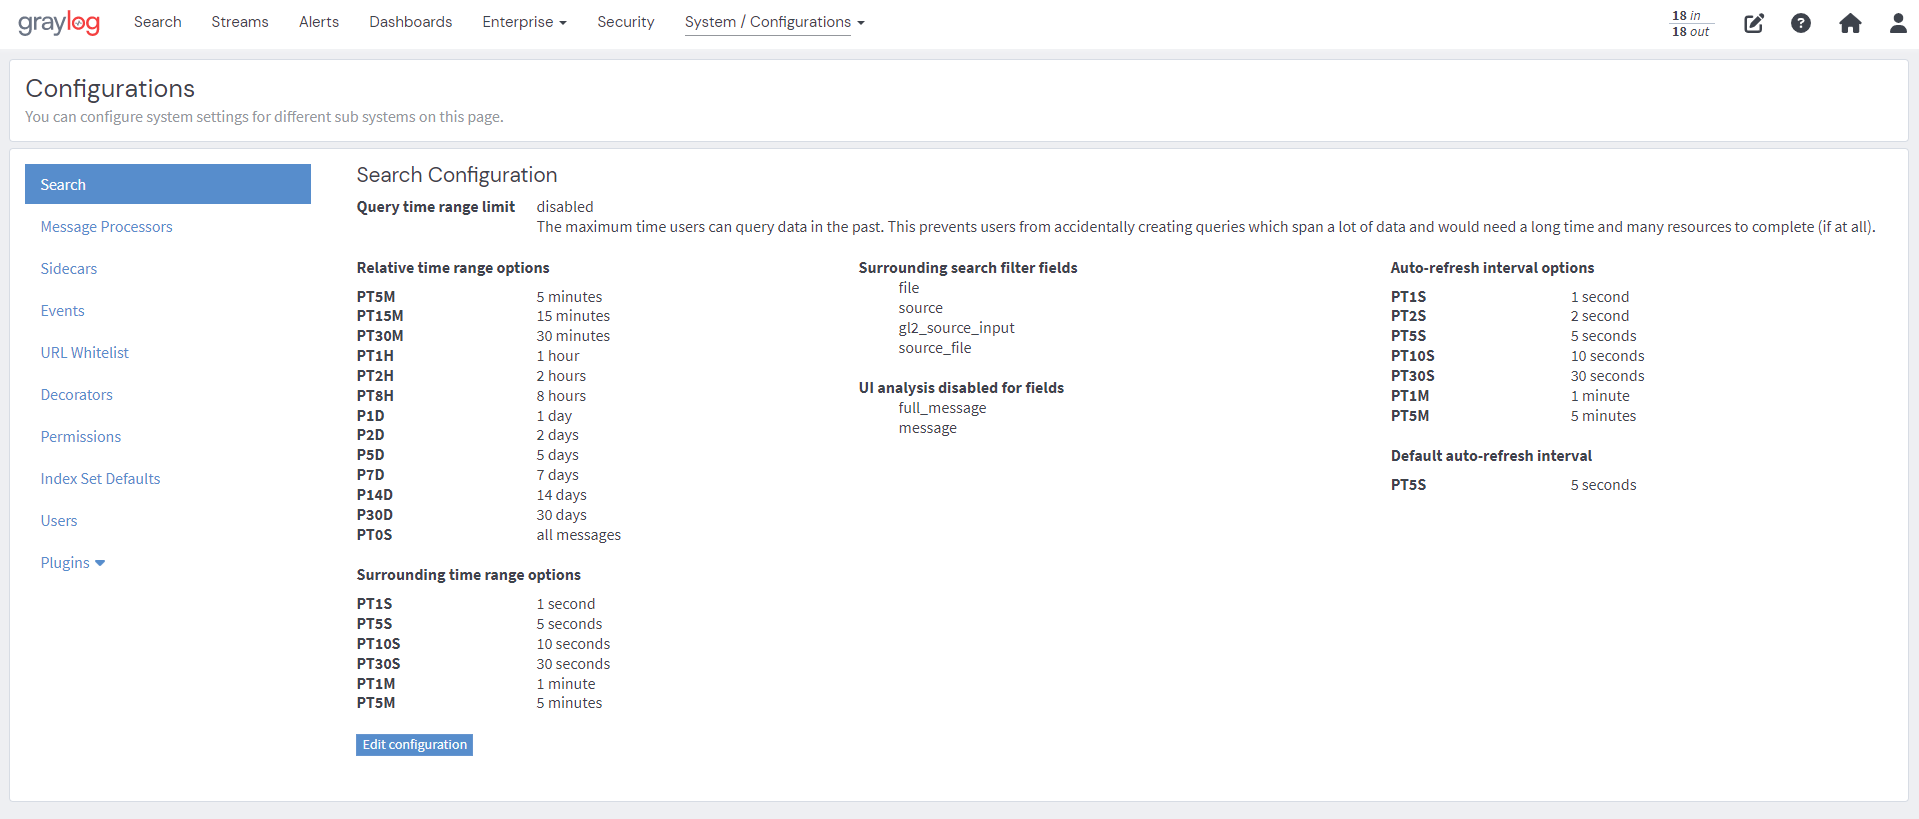 graylog Search Streams Alerts Dashboards Enterprise Security System / Configurations 18 in
18 out
Configurations
You can configure system settings for different sub systems on this page.
Search
Message Processors
Sidecars
Events
URL Whitelist
Decorators
Permissions
Index Set Defaults
Users
Plugins
Search Configuration
Query time range limit disabled
The maximum time users can query data in the past. This prevents users from accidentally creating queries which span a lot of data and would need a long time and many resources to complete (if at all).
Relative time range options
PT5M 5 minutes
PT15M 15 minutes
PT30M 30 minutes
PT1H 1 hour
PT2H 2 hours
PT8H 8 hours
P1D 1 day
P2D 2 days
P5D 5 days
P7D 7 days
P14D 14 days
P30D 30 days
PT0S all messages
Surrounding time range options
PT1S 1 second
PT5S 5 seconds
PT10S 10 seconds
PT30S 30 seconds
PT1M 1 minute
PT5M 5 minutes
Edit configuration
Surrounding search filter fields
file
source
gl2_source_input
source_file
UI analysis disabled for fields
full_message
message
Auto-refresh interval options
PT1S 1 second
PT2S 2 second
PT5S 5 seconds
PT10S 10 seconds
PT30S 30 seconds
PT1M 1 minute
PT5M 5 minutes
Default auto-refresh interval
PT5S 5 seconds